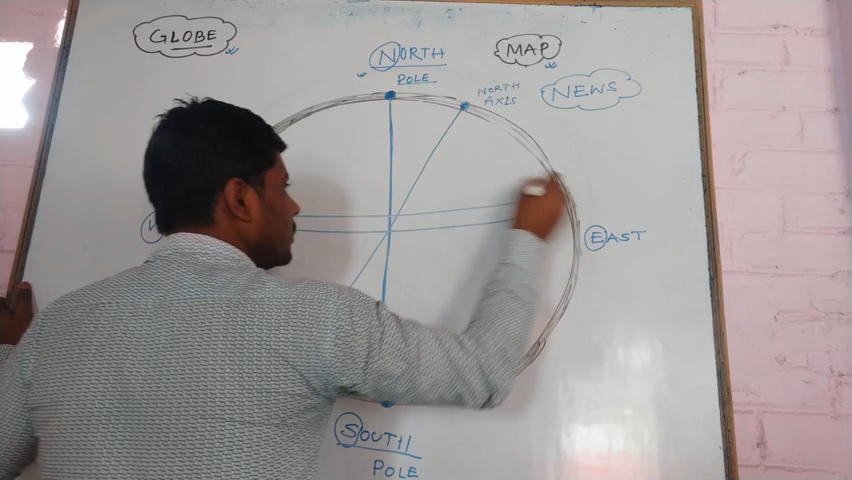 GLOBE
NORTH
POLE
MAP
NORTH
AXIS
NEWS
EAST
SOUTH
POLE